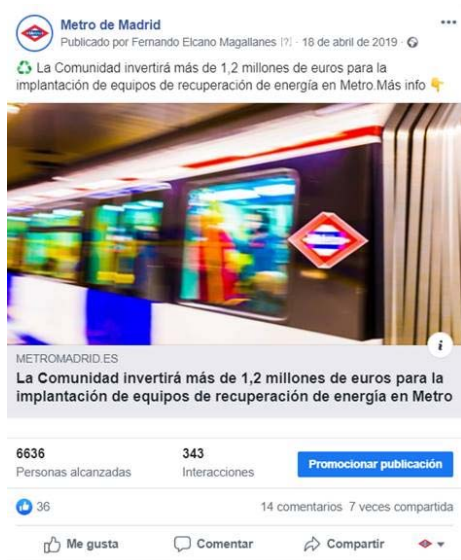 Metro de Madrid
Publicado por Fernando Elcano Magallanes [?] · 18 de abril de 2019 ·
La Comunidad invertirá más de 1,2 millones de euros para la
implantación de equipos de recuperación de energía en Metro.Más info
METROMADRID.ES
La Comunidad invertirá más de 1,2 millones de euros para la
implantación de equipos de recuperación de energía en Metro
6636
Personas alcanzadas
343
Interacciones
Promocionar publicación
36
14 comentarios 7 veces compartida
Me gusta Comentar Compartir